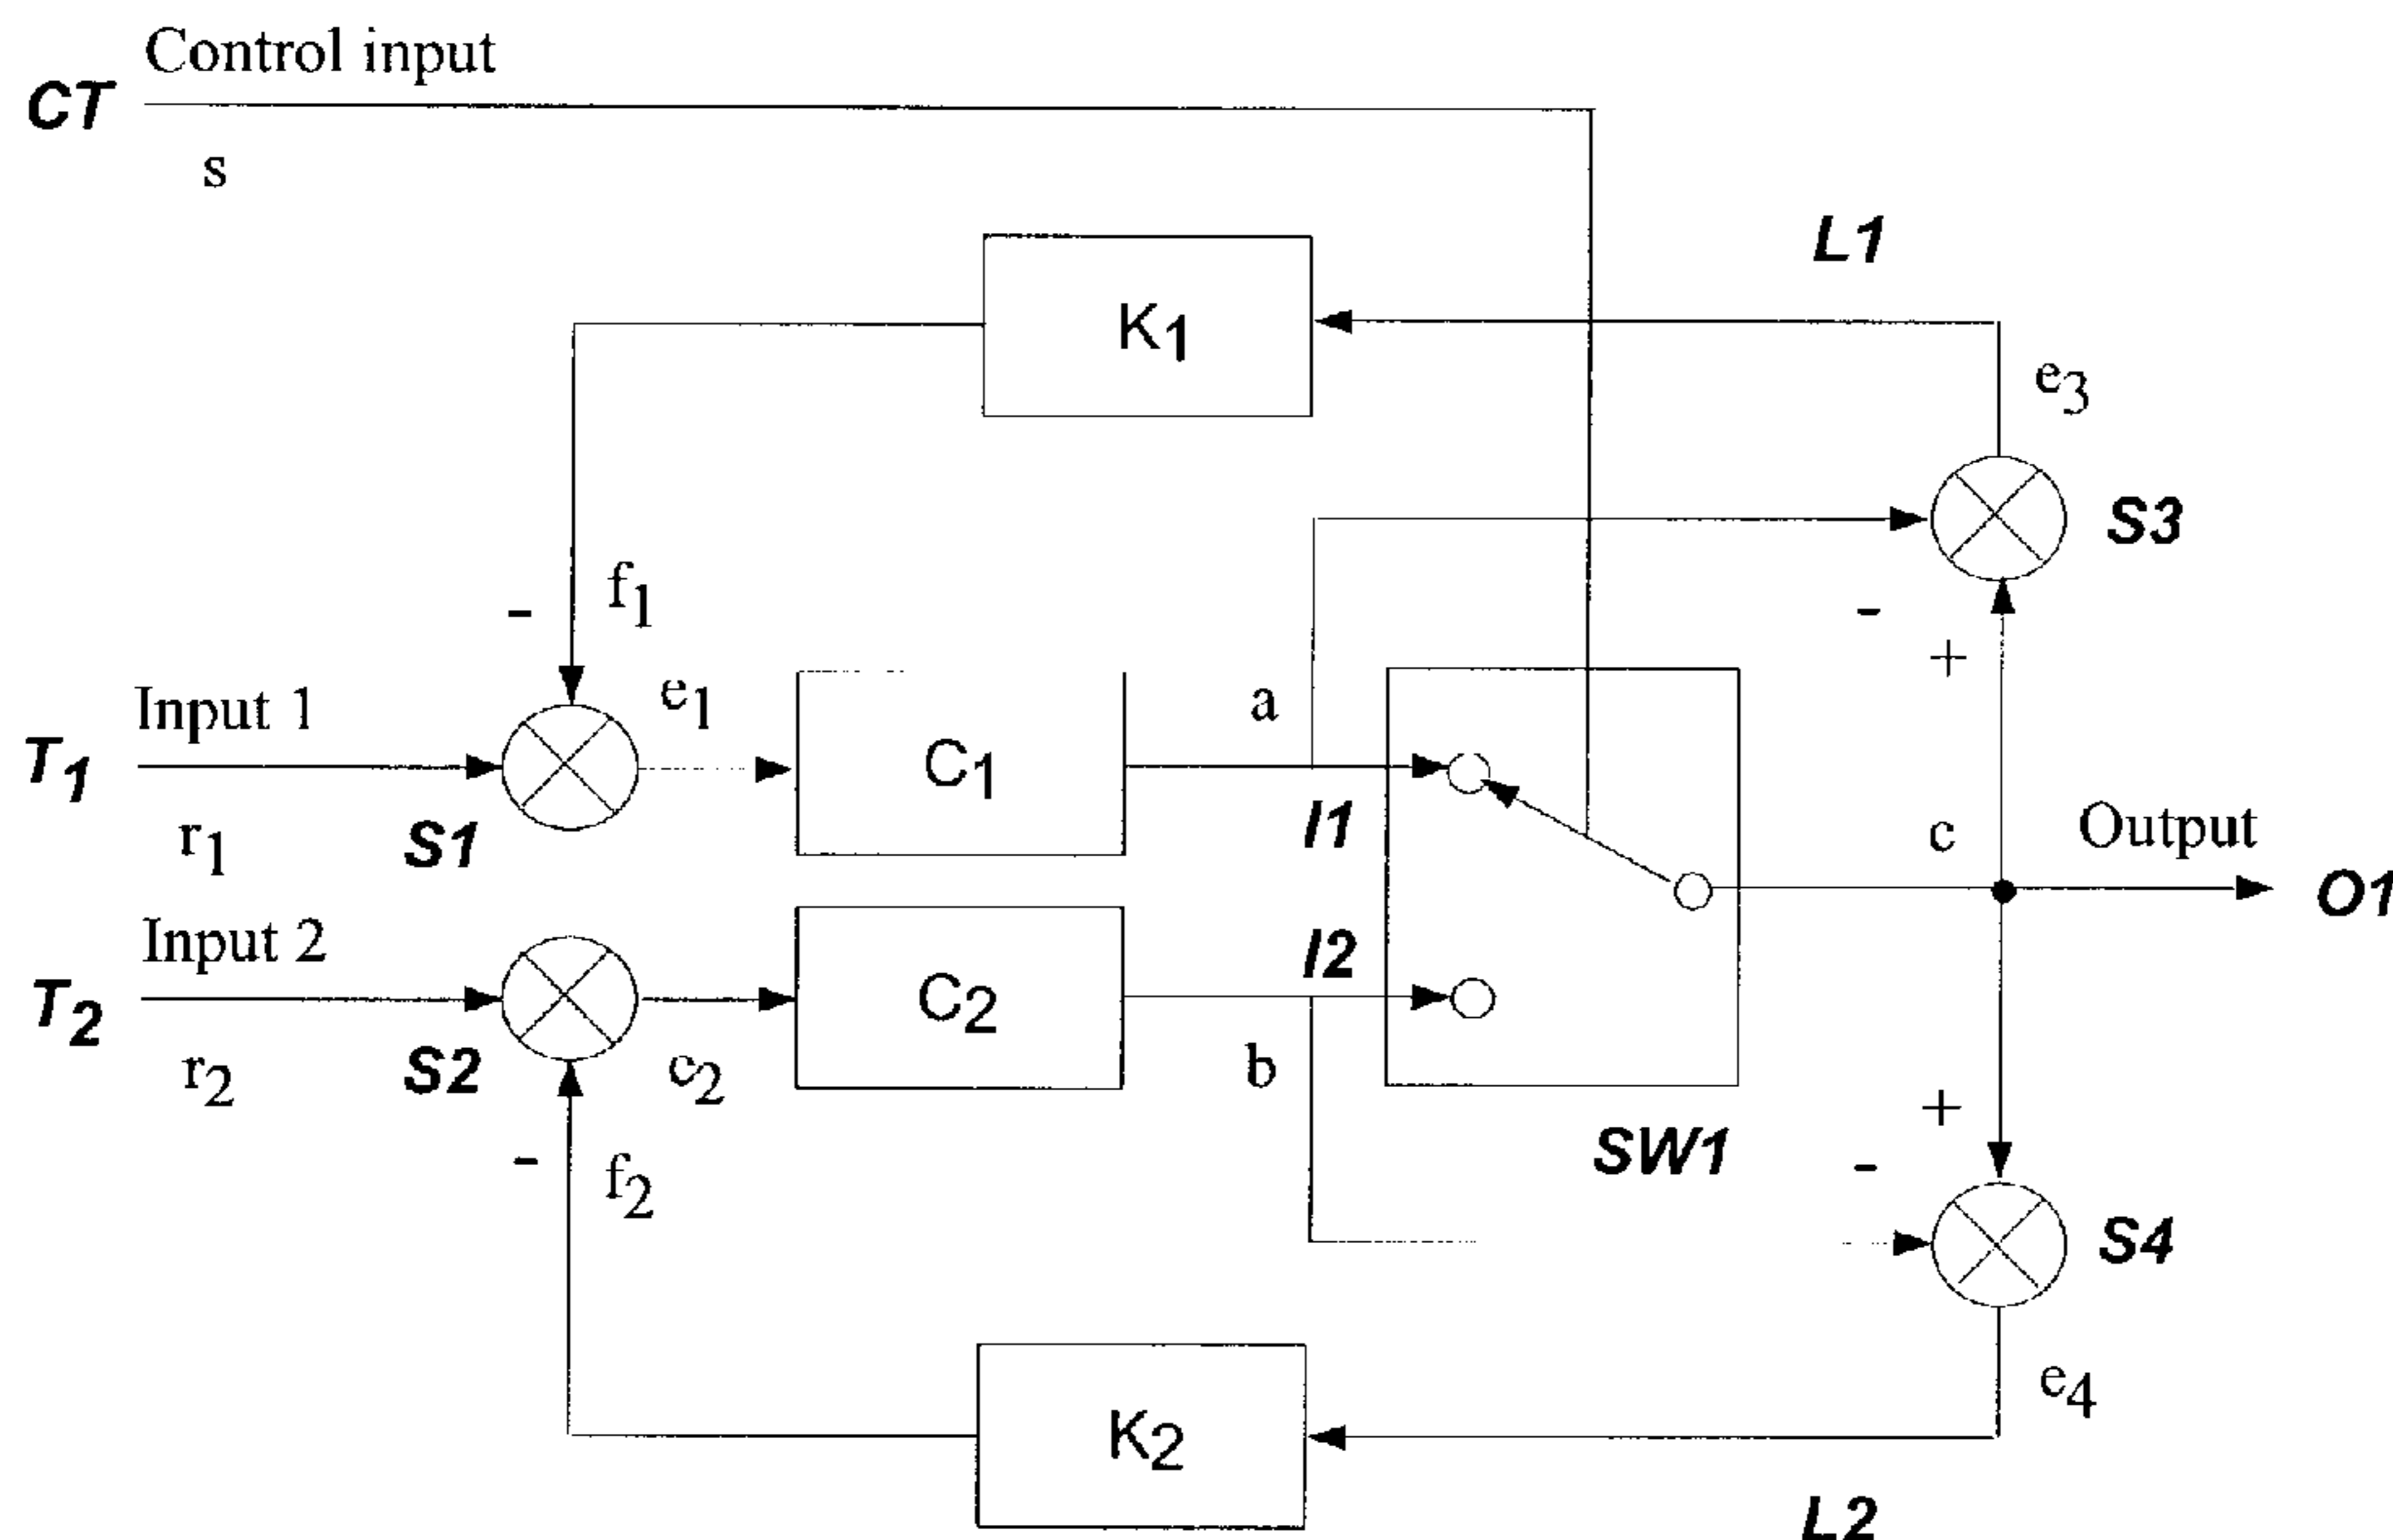 Control input
CT
s
L1
K1
e3
S3
-
f1
-
+
Input 1
e1
a
T1
C1
r1
S1
I1
c
Output
O1
Input 2
I2
T2
C2
r2
S2
e2
b
SW1
+
-
f2
-
S4
K2
e4
L2